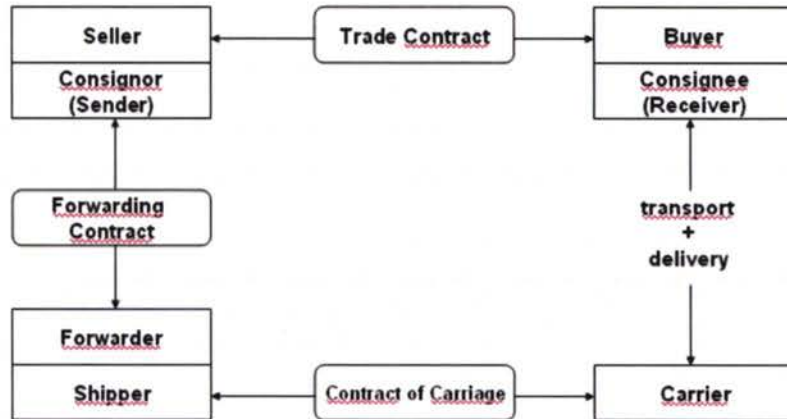 Seller
Trade Contract
Buyer
Consignor
(Sender)
Consignee
(Receiver)
Forwarding
Contract
transport
+
delivery
Forwarder
Shipper
Contract of Carriage
Carrier